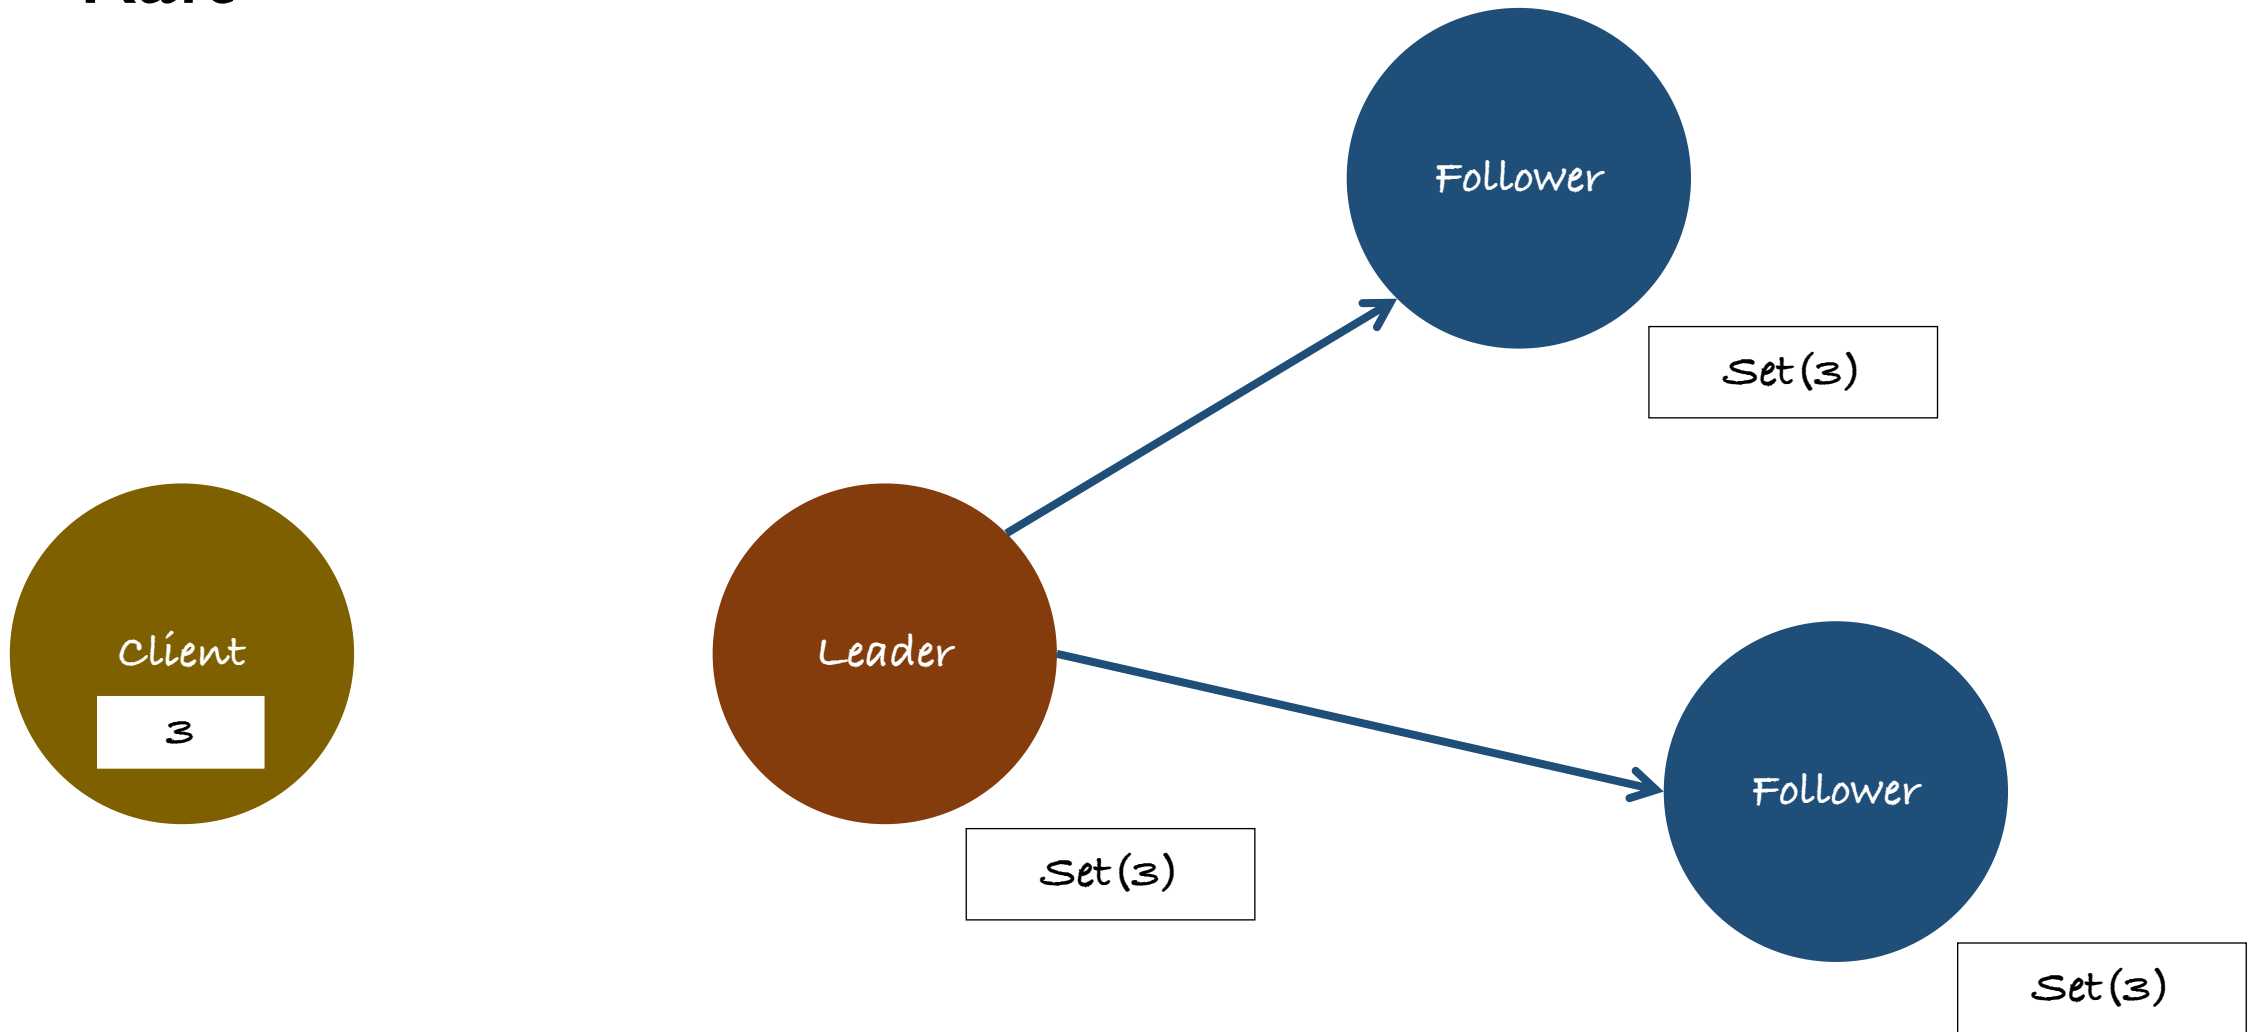 Follower
Set(3)
Client
3
Leader
Set(3)
Follower
Set(3)